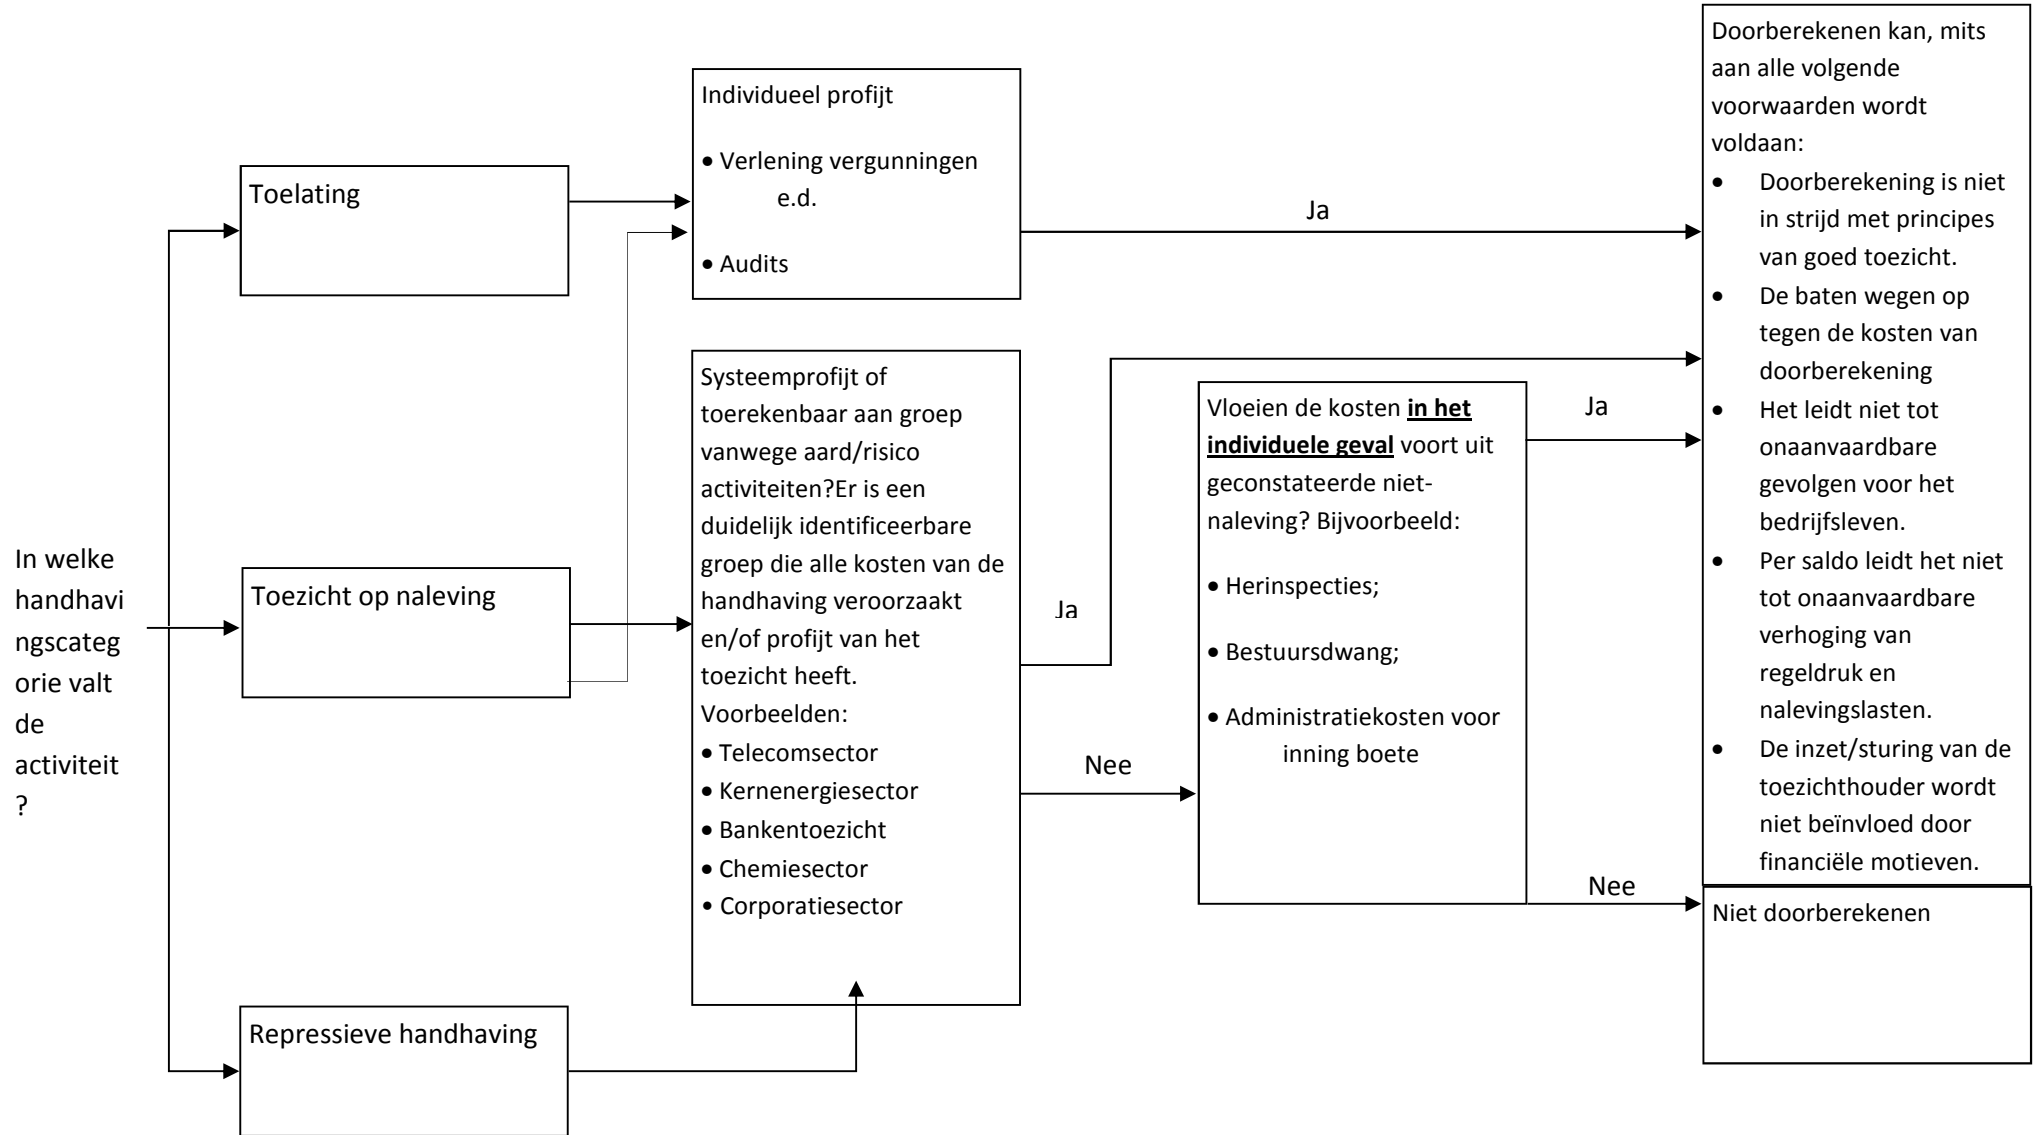 In welke
handhavi
ngscateg
orie valt
de
activiteit
?
Toelating
Toezicht op naleving
Repressieve handhaving
Individueel profijt
• Verlening vergunningen
e.d.
• Audits
Ja
Systeemprofijt of
toerekenbaar aan groep
vanwege aard/risico
activiteiten?Er is een
duidelijk identificeerbare
groep die alle kosten van de
handhaving veroorzaakt
en/of profijt van het
toezicht heeft.
Voorbeelden:
• Telecomsector
• Kernenergiesector
• Bankentoezicht
• Chemiesector
• Corporatiesector
Ja
Nee
Vloeien de kosten in het
individuele geval voort uit
geconstateerde niet-
naleving? Bijvoorbeeld:
• Herinspecties;
• Bestuursdwang;
• Administratiekosten voor
inning boete
Ja
Nee
Doorberekenen kan, mits
aan alle volgende
voorwaarden wordt
voldaan:
• Doorberekening is niet
in strijd met principes
van goed toezicht.
• De baten wegen op
tegen de kosten van
doorberekening
• Het leidt niet tot
onaanvaardbare
gevolgen voor het
bedrijfsleven.
• Per saldo leidt het niet
tot onaanvaardbare
verhoging van
regeldruk en
nalevingslasten.
• De inzet/sturing van de
toezichthouder wordt
niet beïnvloed door
financiële motieven.
Niet doorberekenen